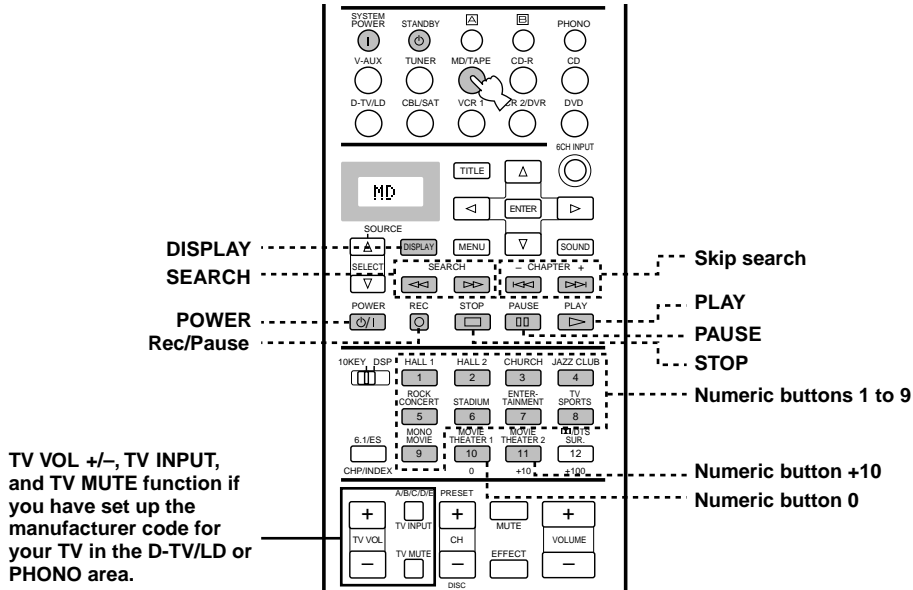 SYSTEM
POWER
STANDBY
A
B
PHONO
V-AUX
TUNER
MD/TAPE
CD-R
CD
D-TV/LD
CBL/SAT
VCR 1
CR 2/DVR
DVD
6CH INPUT
TITLE
MD
ENTER
SOURCE
DISPLAY
DISPLAY
MENU
SOUND
SELECT
SEARCH
SEARCH
– CHAPTER +
Skip search
POWER
REC
STOP
PAUSE
PLAY
PLAY
POWER
PAUSE
Rec/Pause
STOP
10KEY DSP
HALL 1
HALL 2
CHURCH
JAZZ CLUB
1
2
3
4
Numeric buttons 1 to 9
ROCK
CONCERT
STADIUM
ENTER-
TAINMENT
TV
SPORTS
5
6
7
8
6.1/ES
MONO
MOVIE
MOVIE
THEATER 1
MOVIE
THEATER 2
/DTS
SUR.
9
10
11
12
CHP/INDEX
0
+10
+100
Numeric button +10
Numeric button 0
TV VOL +/–, TV INPUT,
and TV MUTE function if
you have set up the
manufacturer code for
your TV in the D-TV/LD or
PHONO area.
A/B/C/D/E
PRESET
+
TV INPUT
+
MUTE
+
TV VOL
CH
VOLUME
–
TV MUTE
–
EFFECT
–
DISC